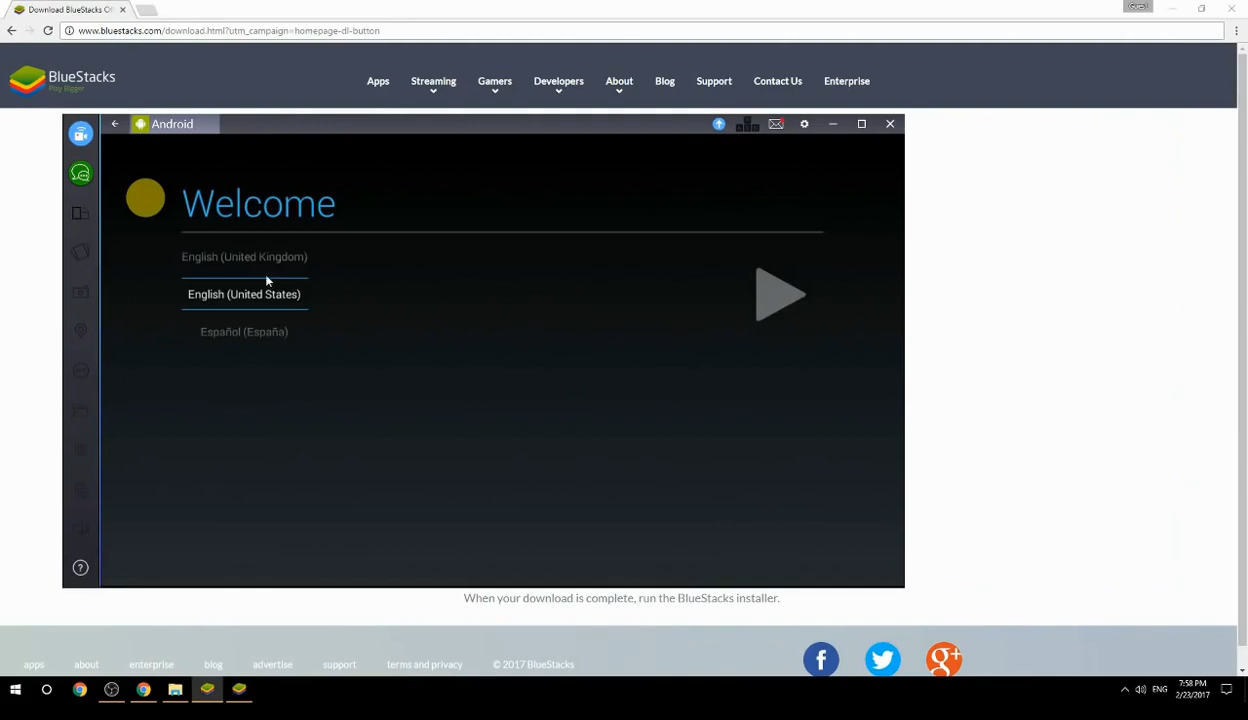 Download BlueStacks Of
Guest
www.bluestacks.com/download.html?utm_campaign=homepage-dl-button
BlueStacks
Play Bigger
Apps Streaming Gamers Developers About Blog Support Contact Us Enterprise
Android
Welcome
English (United Kingdom)
English (United States)
Español (España)
When your download is complete, run the BlueStacks installer.
apps about enterprise blog advertise support terms and privacy © 2017 BlueStacks
ENG
7:58 PM
2/23/2017